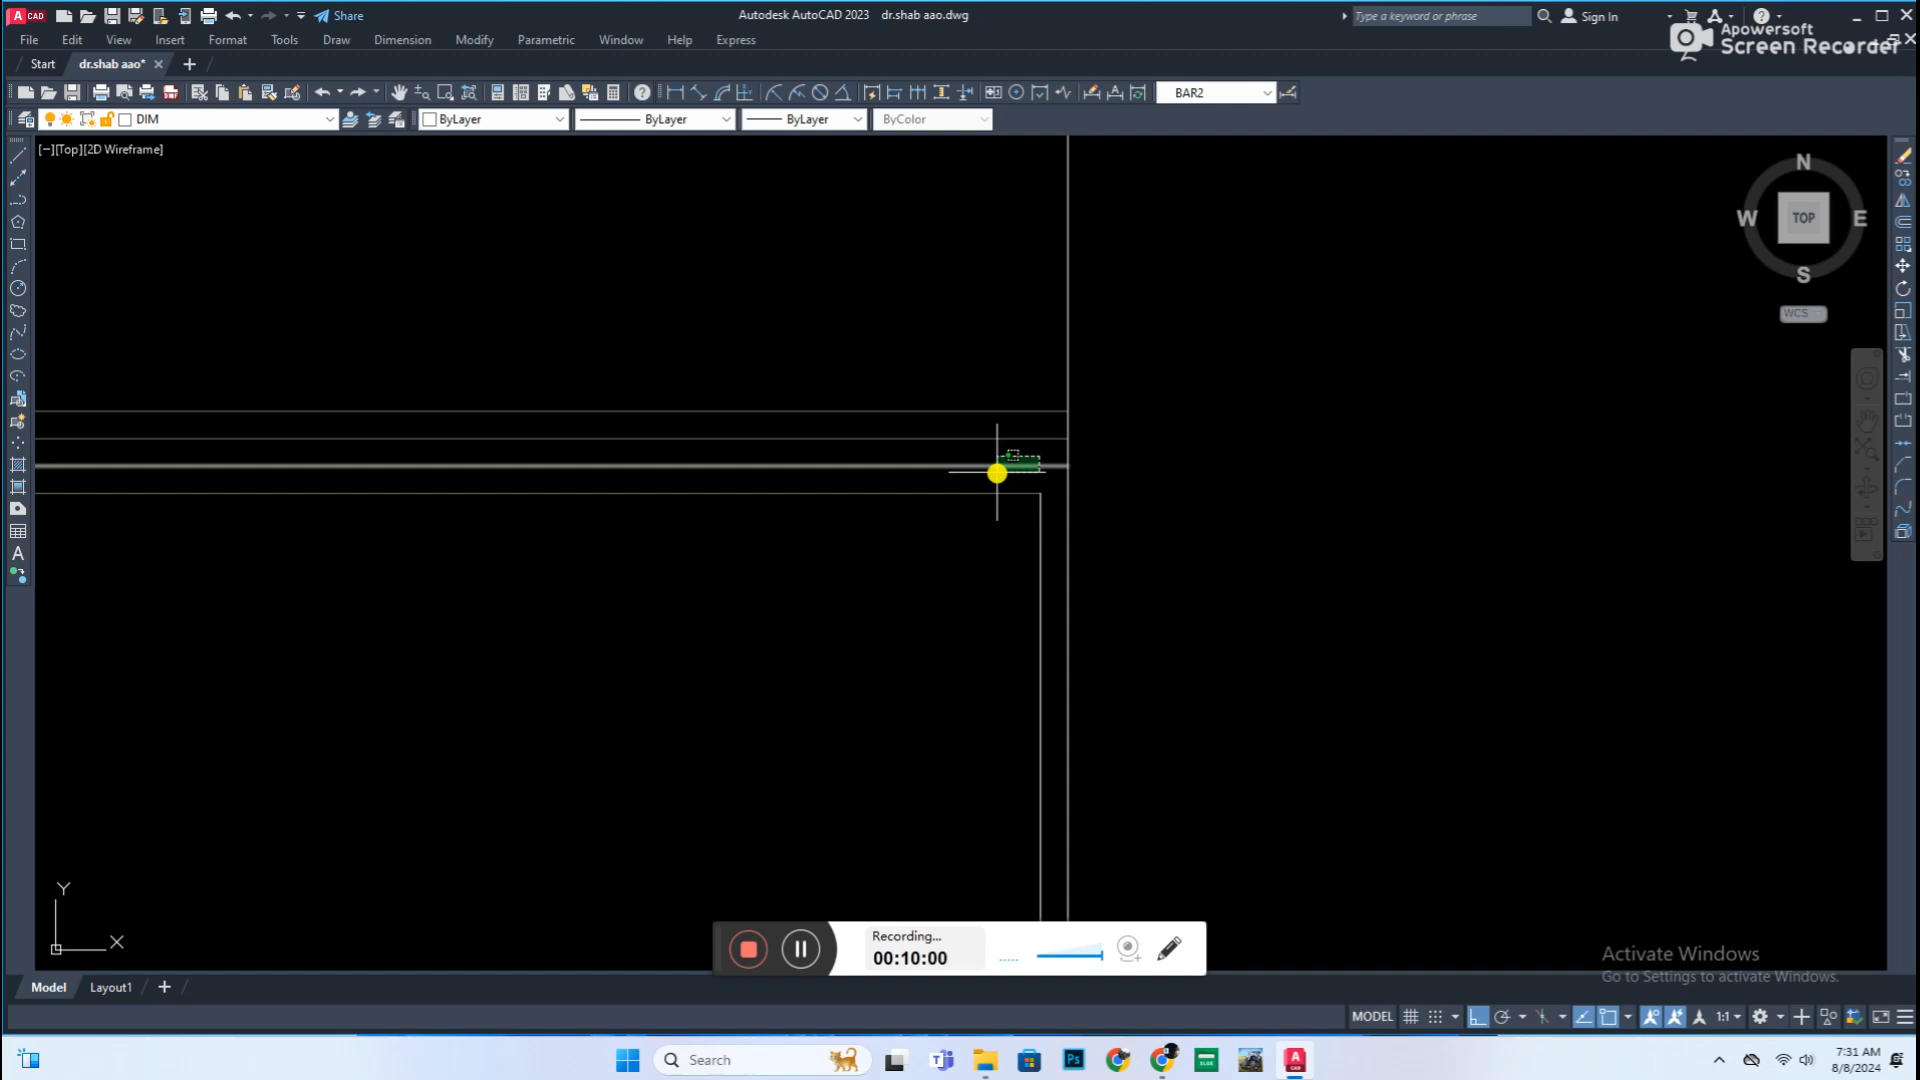 CAD
Share
Autodesk AutoCAD 2023 dr.shab aao.dwg
Type a keyword or phrase
Sign In
Apowersoft
Screen Recorder
File Edit View Insert Format Tools Draw Dimension Modify Parametric Window Help Express
Start dr.shab aao*
BAR2
DIM
ByLayer
ByLayer
ByLayer
ByColor
[−][Top][2D Wireframe]
N
W TOP E
S
WCS
Y
X
Recording...
00:10:00
Activate Windows
Go to Settings to activate Windows.
Model Layout1
MODEL
1:1
Search
Ps
7:31 AM
8/8/2024